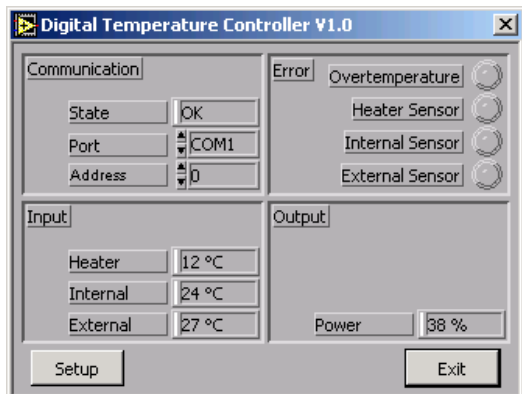 Digital Temperature Controller V1.0
Communication
State OK
Port COM1
Address 0
Error
Overtemperature
Heater Sensor
Internal Sensor
External Sensor
Input
Heater 12 °C
Internal 24 °C
External 27 °C
Output
Power 38 %
Setup
Exit